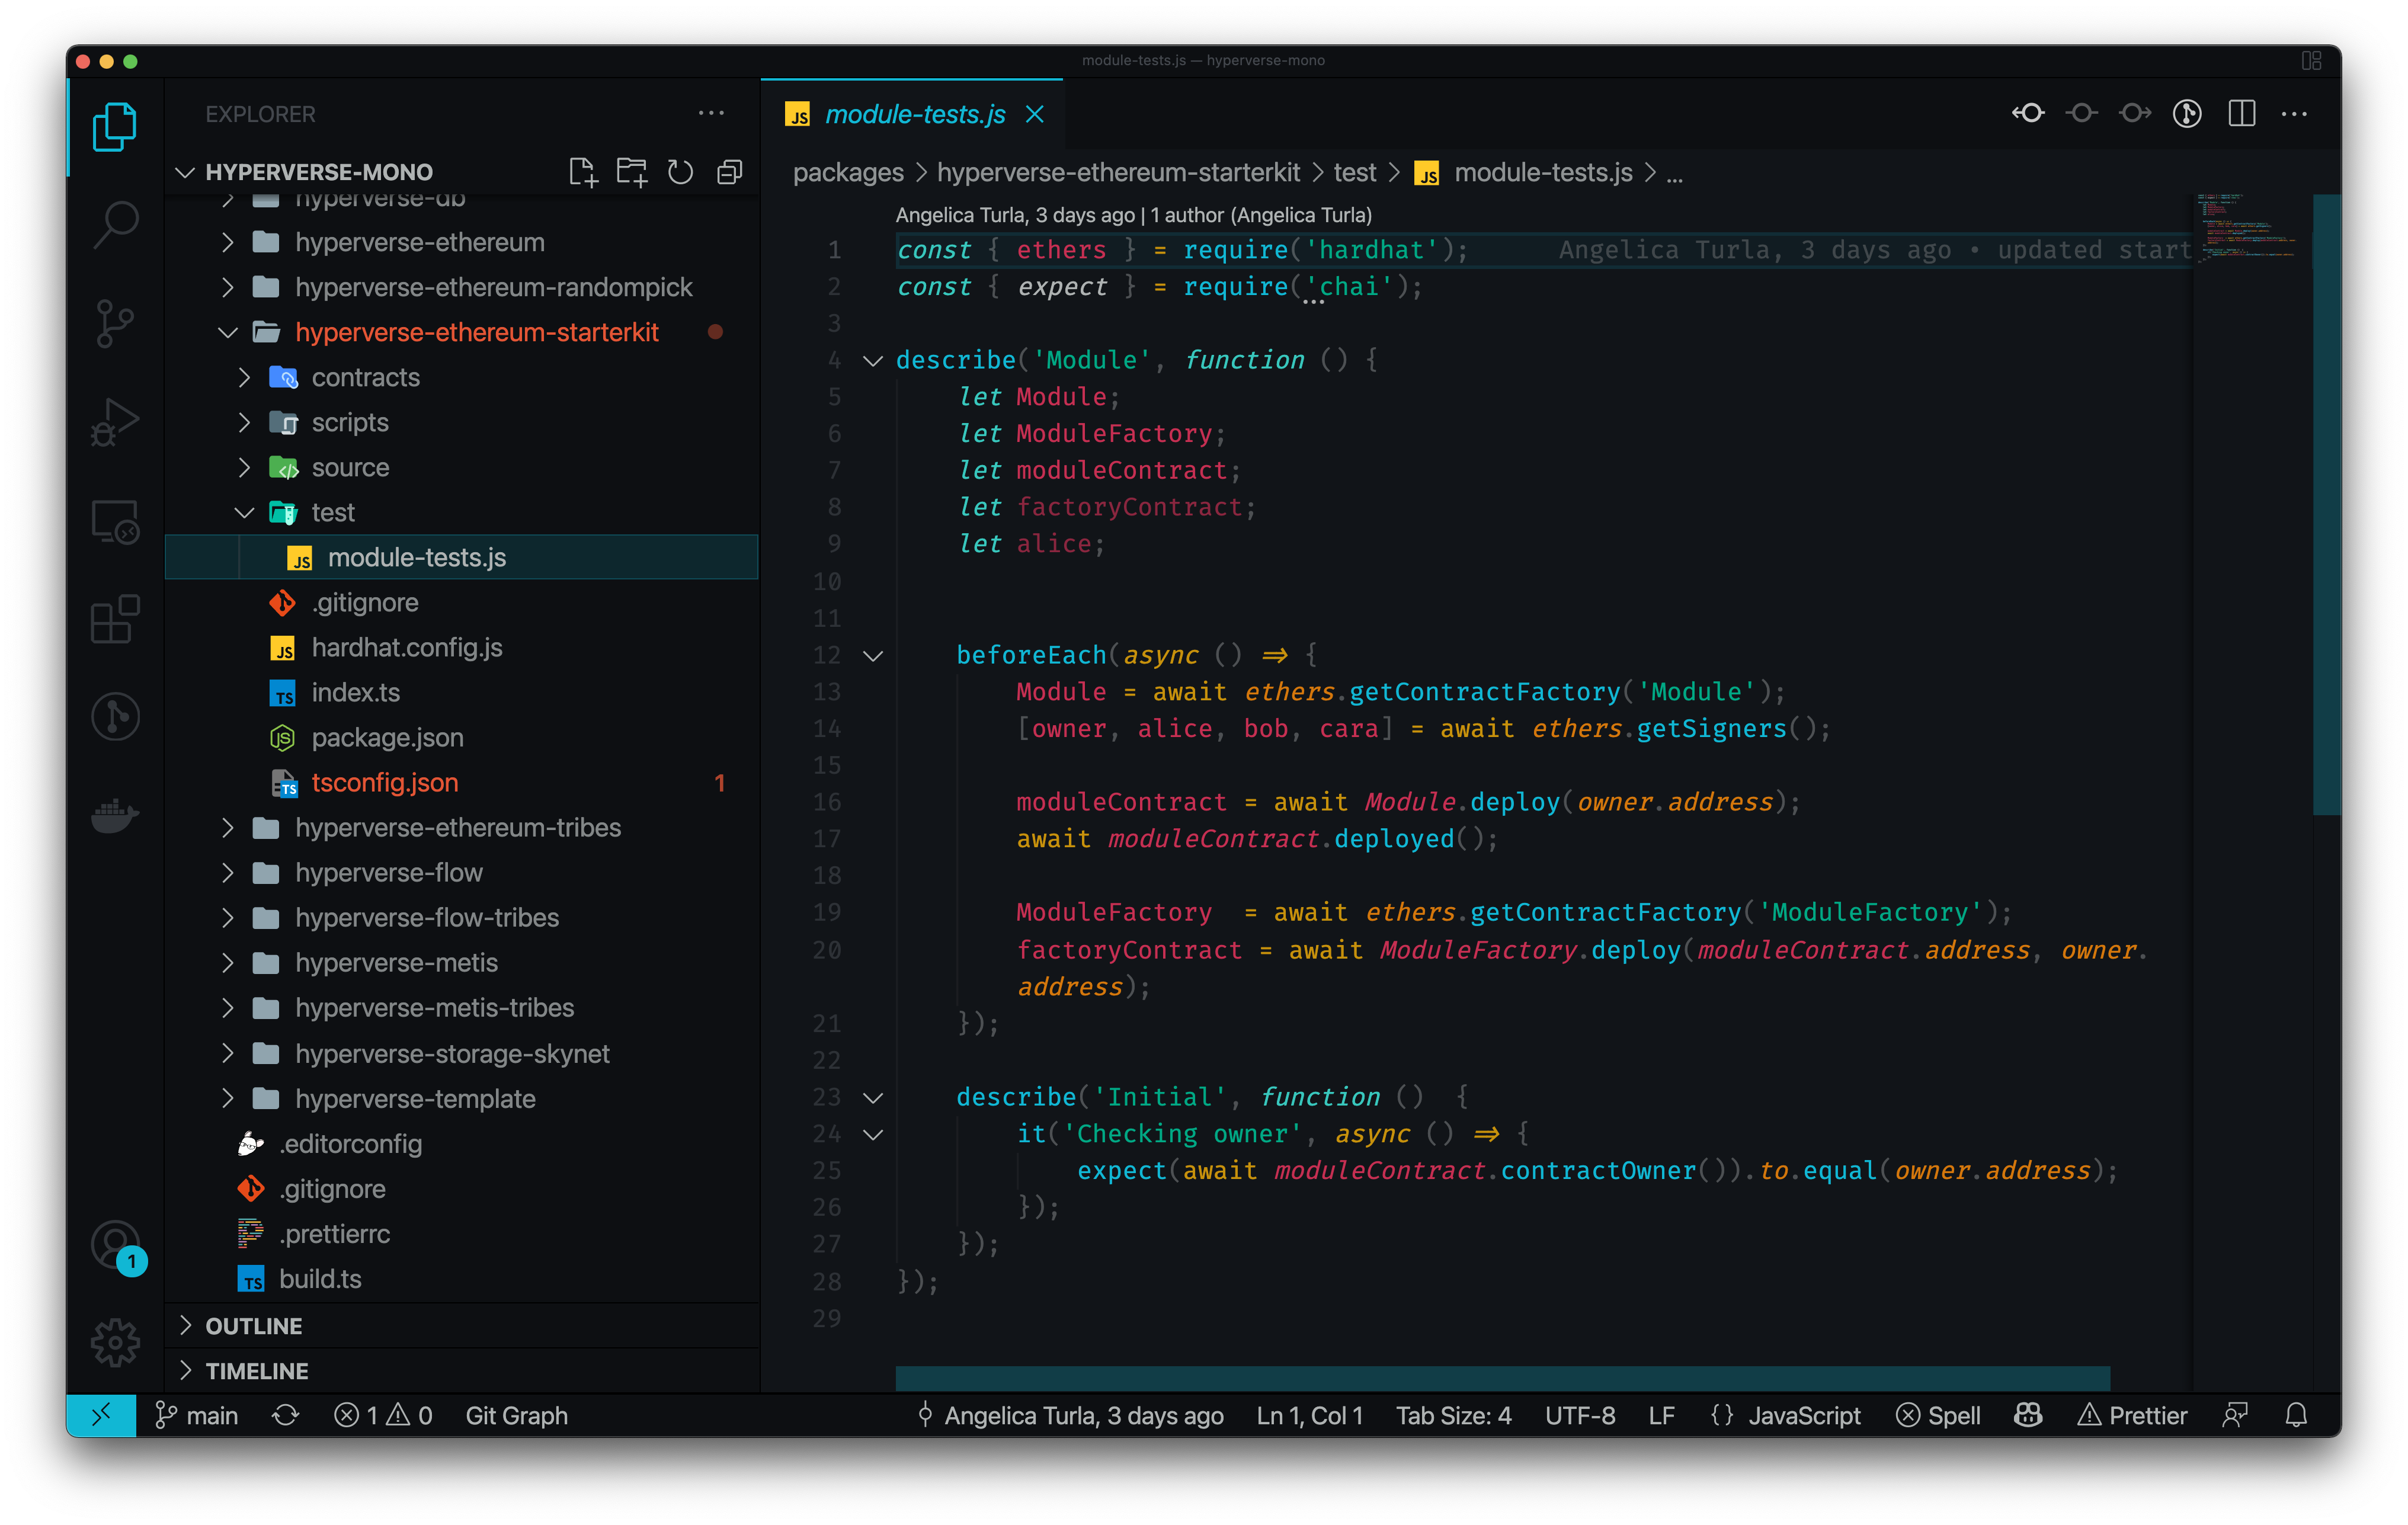 module-tests.js — hyperverse-mono
EXPLORER
HYPERVERSE-MONO
hyperverse-db
hyperverse-ethereum
hyperverse-ethereum-randompick
hyperverse-ethereum-starterkit
contracts
scripts
source
test
JS module-tests.js
.gitignore
JS hardhat.config.js
TS index.ts
JS package.json
TS tsconfig.json 1
hyperverse-ethereum-tribes
hyperverse-flow
hyperverse-flow-tribes
hyperverse-metis
hyperverse-metis-tribes
hyperverse-storage-skynet
hyperverse-template
.editorconfig
.gitignore
.prettierrc
TS build.ts
OUTLINE
TIMELINE
1
JS module-tests.js
packages > hyperverse-ethereum-starterkit > test > JS module-tests.js > ...
Angelica Turla, 3 days ago | 1 author (Angelica Turla)
1 const { ethers } = require('hardhat'); Angelica Turla, 3 days ago • updated start
2 const { expect } = require('chai');
3
4 describe('Module', function () {
5 let Module;
6 let ModuleFactory;
7 let moduleContract;
8 let factoryContract;
9 let alice;
10
11
12 beforeEach(async () => {
13 Module = await ethers.getContractFactory('Module');
14 [owner, alice, bob, cara] = await ethers.getSigners();
15
16 moduleContract = await Module.deploy(owner.address);
17 await moduleContract.deployed();
18
19 ModuleFactory  = await ethers.getContractFactory('ModuleFactory');
20 factoryContract = await ModuleFactory.deploy(moduleContract.address, owner.
address);
21 });
22
23 describe('Initial', function ()  {
24 it('Checking owner', async () => {
25 expect(await moduleContract.contractOwner()).to.equal(owner.address);
26 });
27 });
28 });
29
main 1 0 Git Graph Angelica Turla, 3 days ago Ln 1, Col 1 Tab Size: 4 UTF-8 LF {} JavaScript Spell Prettier